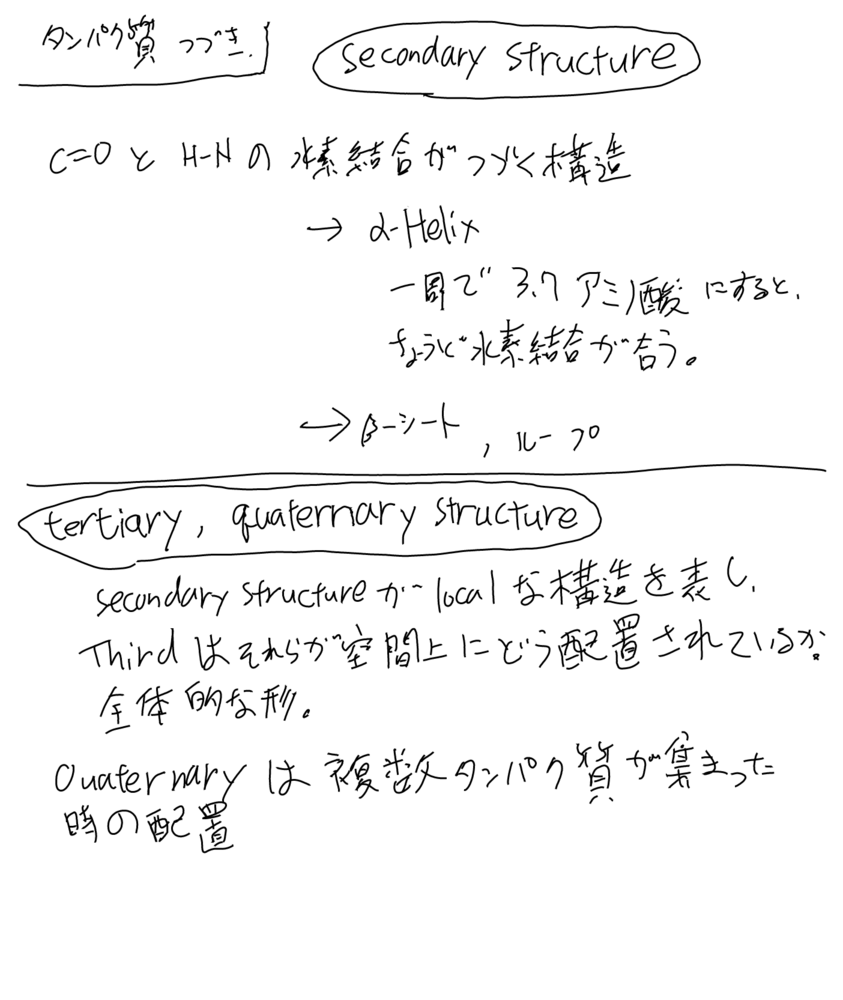 タンパク質 つづき.
secondary structure
C=O と H-N の 水素結合がつづく構造
→ α-Helix
一周で 3.7 アミノ酸 にすると、
ちょうど水素結合が合う。
→ β-シート , ループ
tertiary, quaternary structure
secondary structure が local な構造を表し、
Third はそれらが空間上にどう配置されているか.
全体的な形。
Quaternary は 複数タンパク質が集まった
時の配置